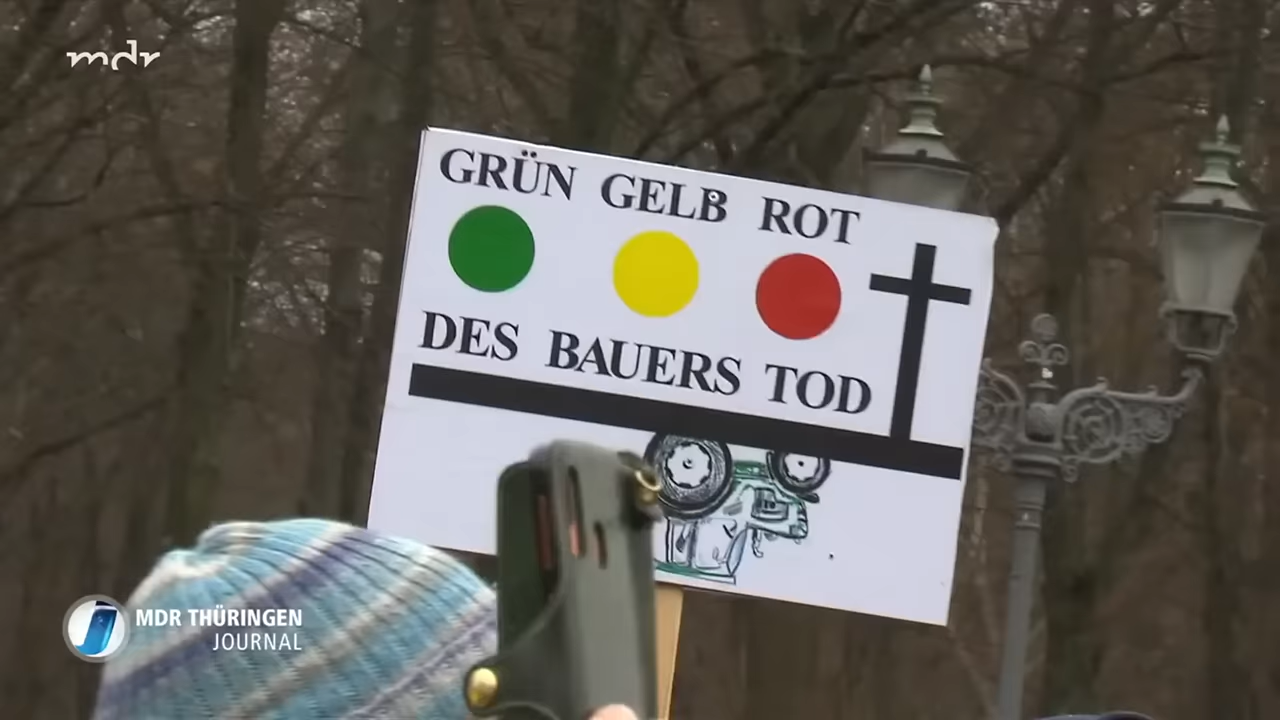 mdr
GRÜN GELB ROT
DES BAUERS TOD
MDR THÜRINGEN
JOURNAL